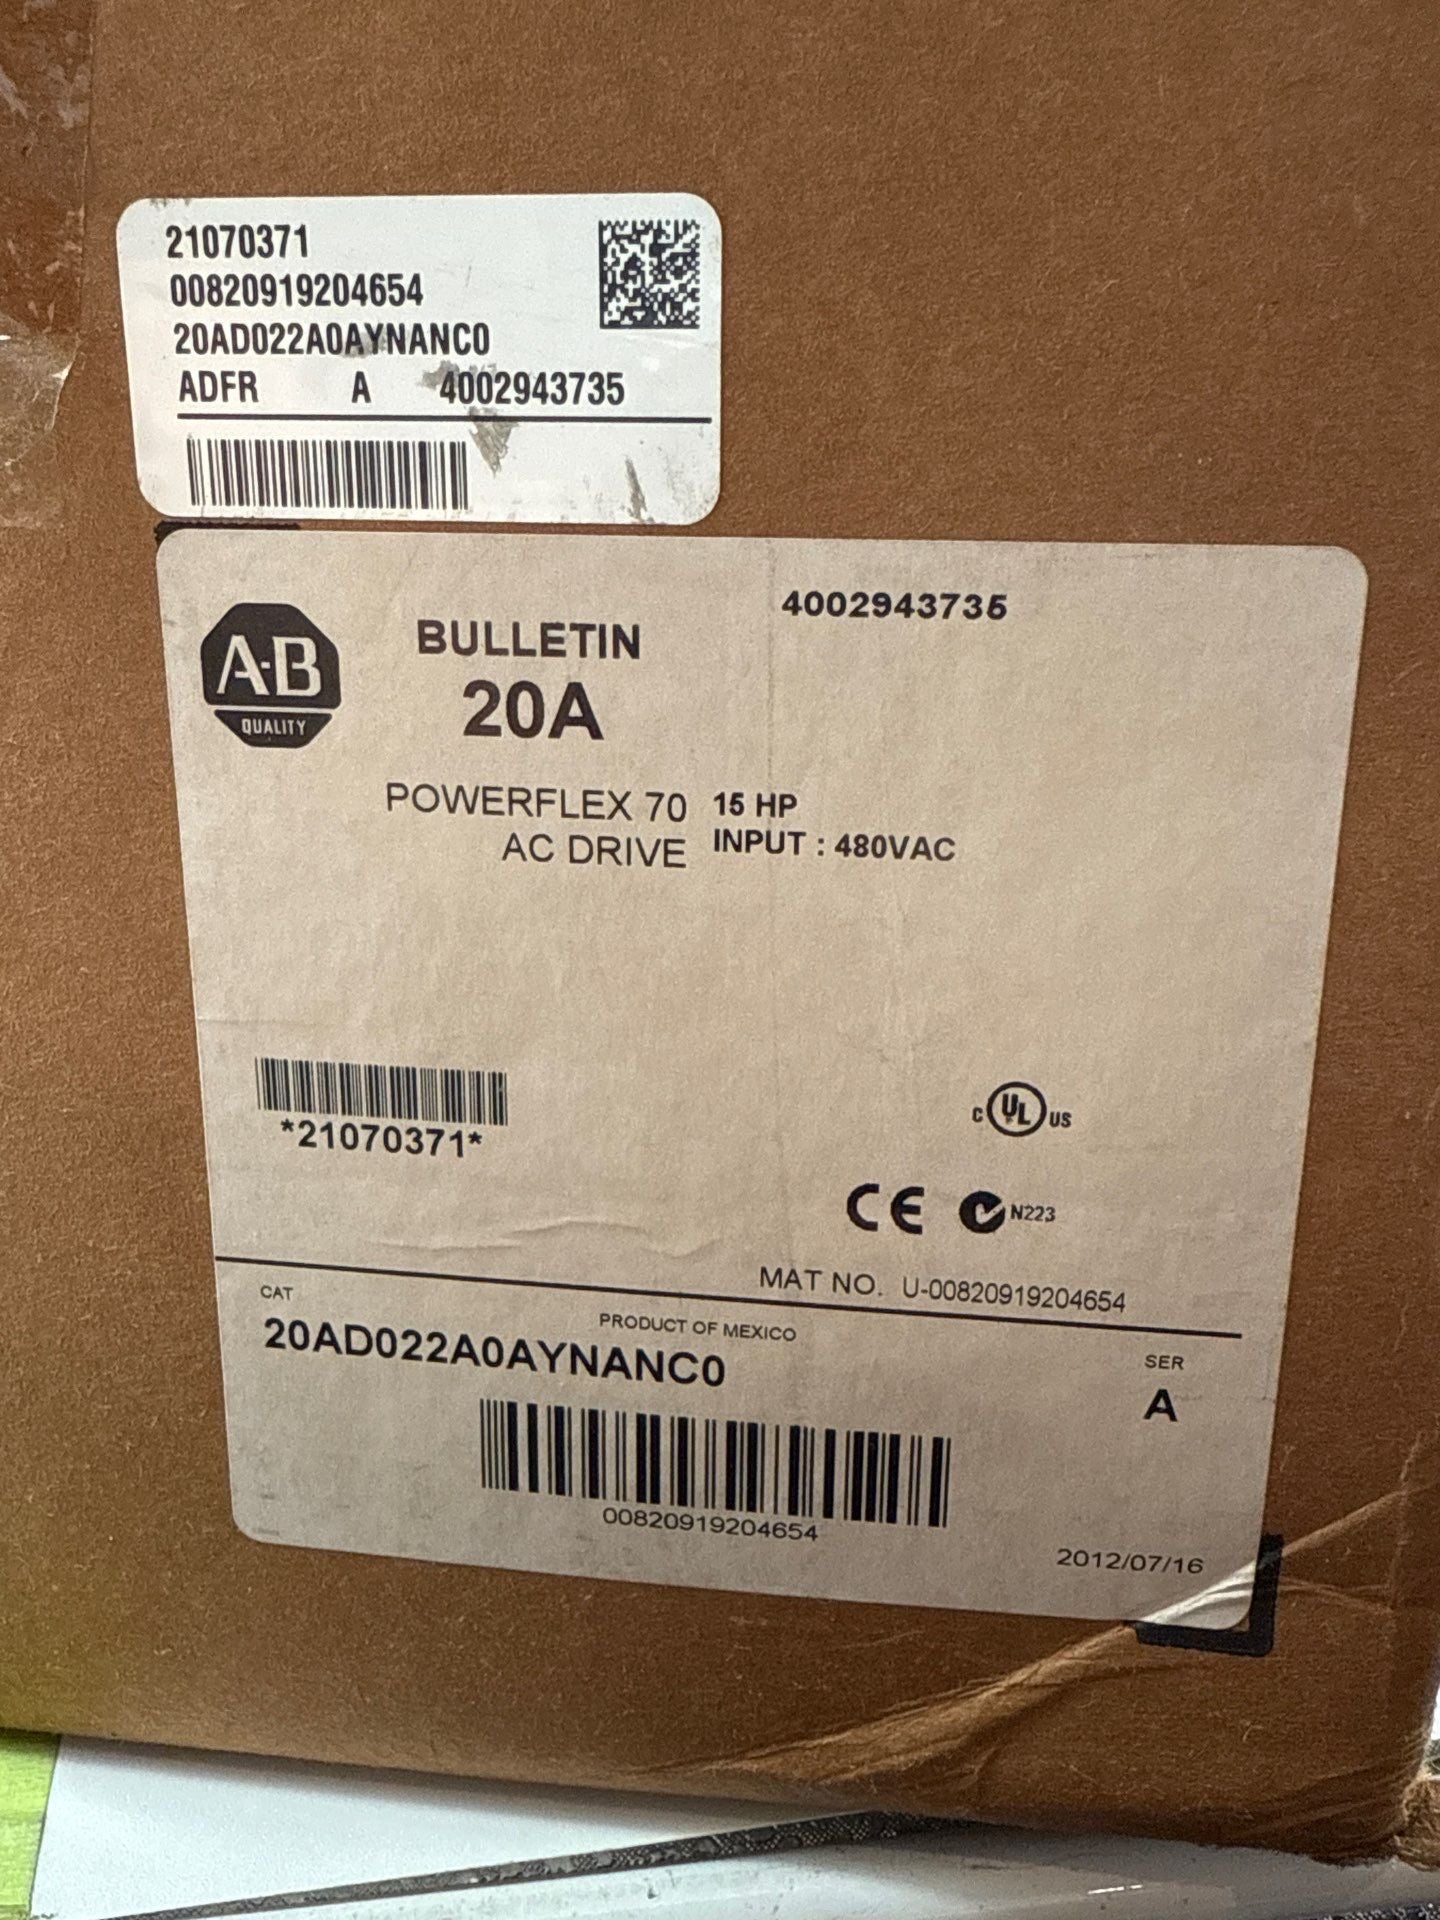 21070371
00820919204654
20AD022A0AYNANC0
ADFR A 4002943735
4002943735
A-B
QUALITY
BULLETIN
20A
POWERFLEX 70 15 HP
AC DRIVE INPUT : 480VAC
*21070371*
C UL US
CE N223
MAT NO. U-00820919204654
CAT
PRODUCT OF MEXICO
20AD022A0AYNANC0
SER
A
00820919204654
2012/07/16